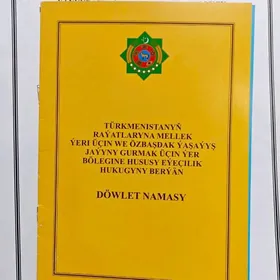 TÜRKMENISTANYŇ
RAÝATLARYNA MELLEK
ÝERI ÜÇIN WE ÖZBAŞDAK ÝAŞAÝYŞ
JAÝYNY GURMAK ÜÇIN ÝER
BÖLEGINE HUSUSY EÝEÇILIK
HUKUGYNY BERÝÄN
DÖWLET NAMASY